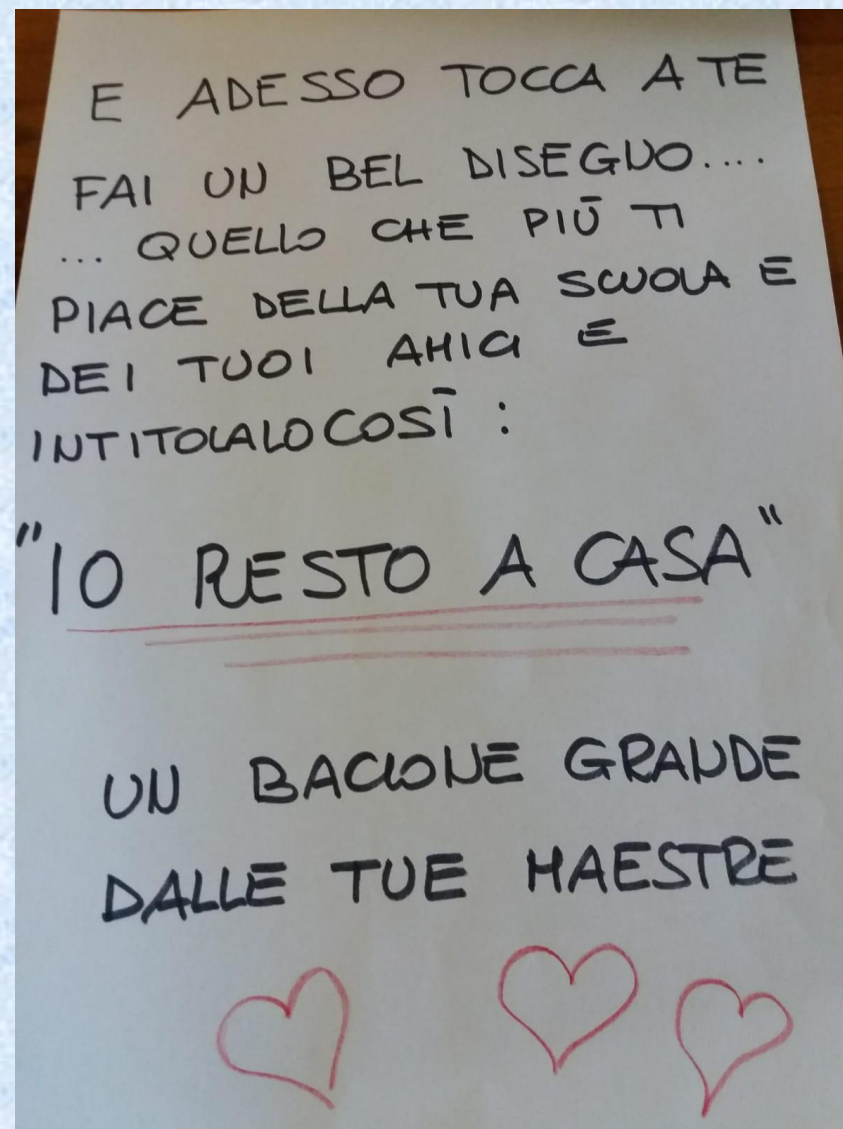 E ADESSO TOCCA A TE
FAI UN BEL DISEGNO....
... QUELLO CHE PIÙ TI
PIACE DELLA TUA SCUOLA E
DEI TUOI AMICI E
INTITOLALO COSÌ :
"IO RESTO A CASA"
UN BACIONE GRANDE
DALLE TUE MAESTRE